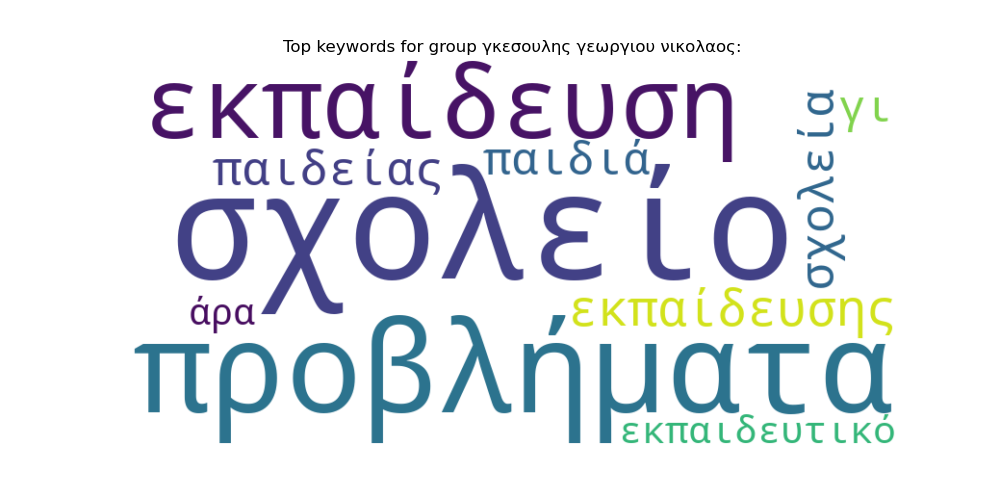 Top keywords for group γκεσουλης γεωργιου νικολαος:
εκπαίδευση
σχολεία
γι
παιδείας
παιδιά
σχολείο
άρα
εκπαίδευσης
προβλήματα
εκπαιδευτικό